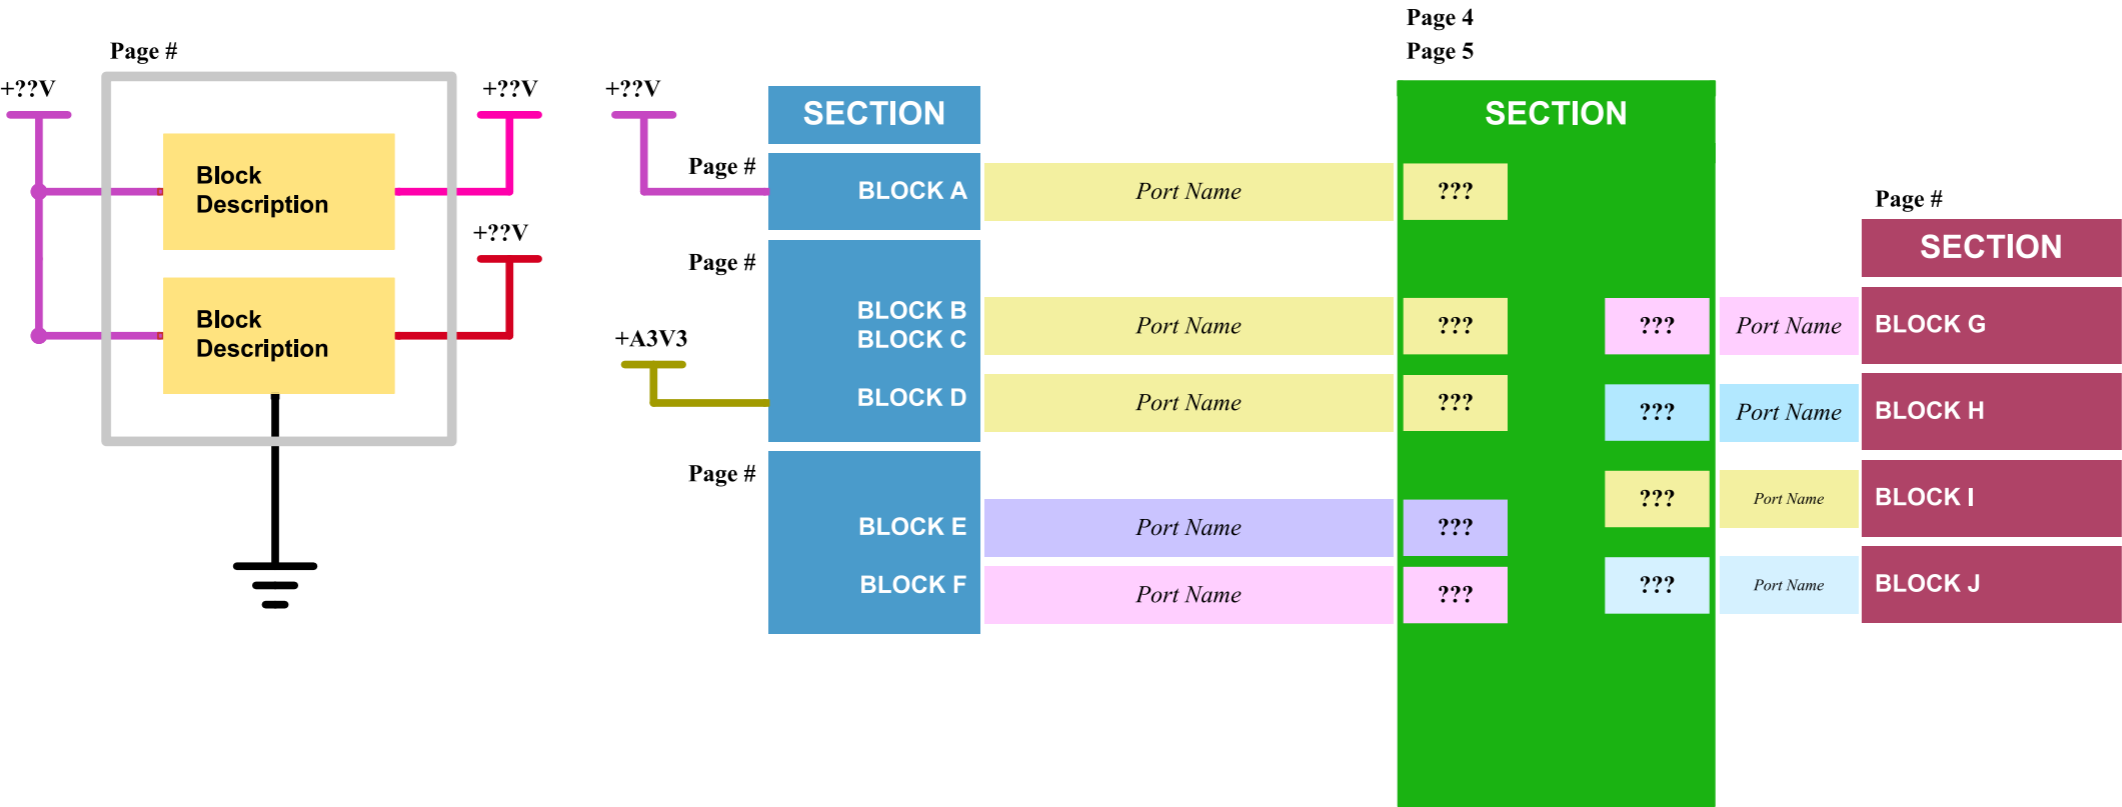 Page #
+??V
+??V
Block
Description
+??V
Block
Description
+??V
SECTION
Page #
BLOCK A
Port Name
Page #
BLOCK B
BLOCK C
Port Name
+A3V3
BLOCK D
Port Name
Page #
BLOCK E
Port Name
BLOCK F
Port Name
Page 4
Page 5
SECTION
???
???
???
???
???
???
???
???
???
Page #
SECTION
Port Name
BLOCK G
Port Name
BLOCK H
Port Name
BLOCK I
Port Name
BLOCK J